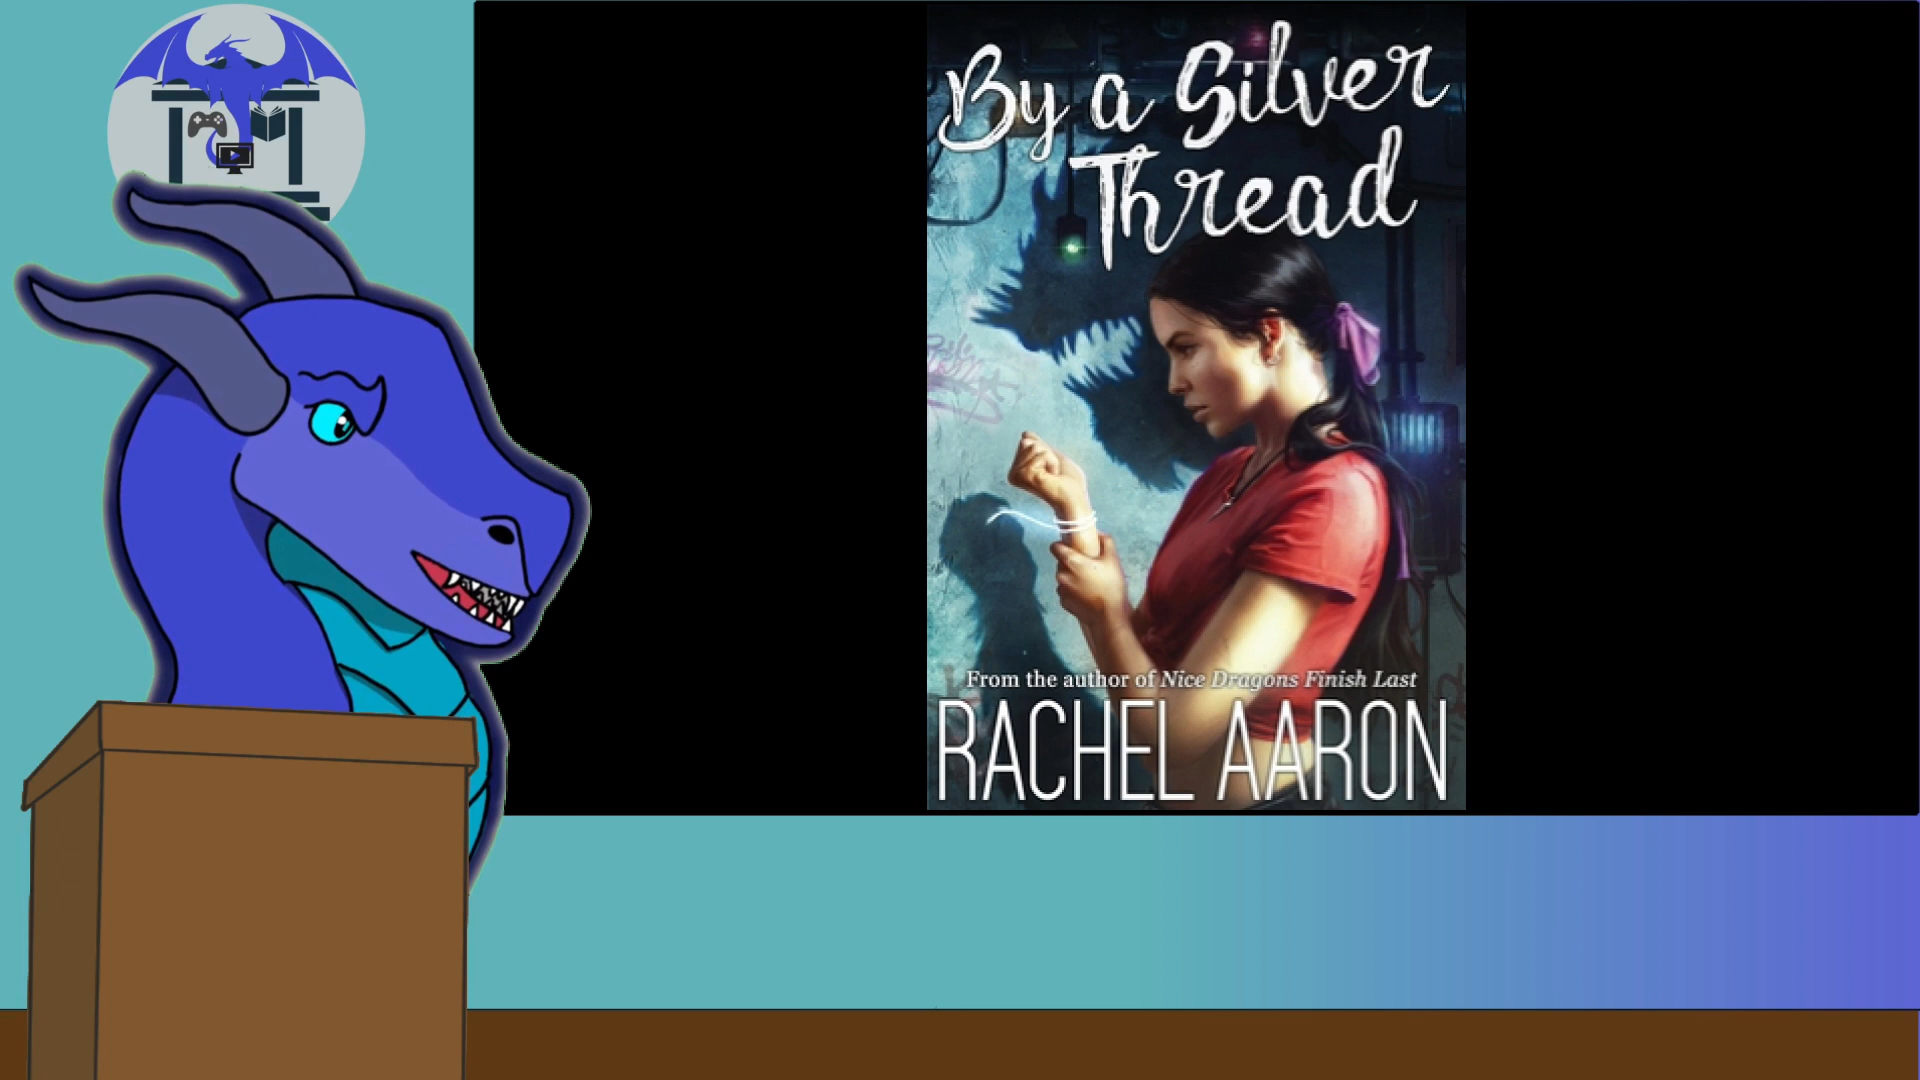 By a Silver
Thread
From the author of Nice Dragons Finish Last
RACHEL AARON